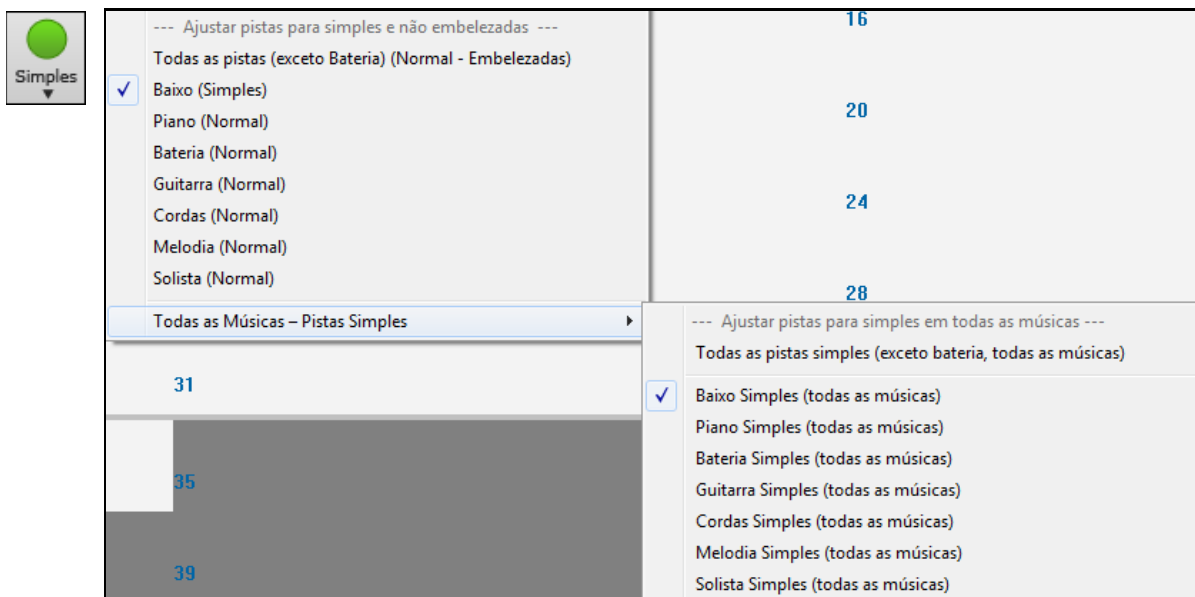 Simples
--- Ajustar pistas para simples e não embelezadas ---
Todas as pistas (exceto Bateria) (Normal - Embelezadas)
Baixo (Simples)
Piano (Normal)
Bateria (Normal)
Guitarra (Normal)
Cordas (Normal)
Melodia (Normal)
Solista (Normal)
Todas as Músicas – Pistas Simples
16
20
24
28
--- Ajustar pistas para simples em todas as músicas ---
Todas as pistas simples (exceto bateria, todas as músicas)
Baixo Simples (todas as músicas)
Piano Simples (todas as músicas)
Bateria Simples (todas as músicas)
Guitarra Simples (todas as músicas)
Cordas Simples (todas as músicas)
Melodia Simples (todas as músicas)
Solista Simples (todas as músicas)
31
35
39